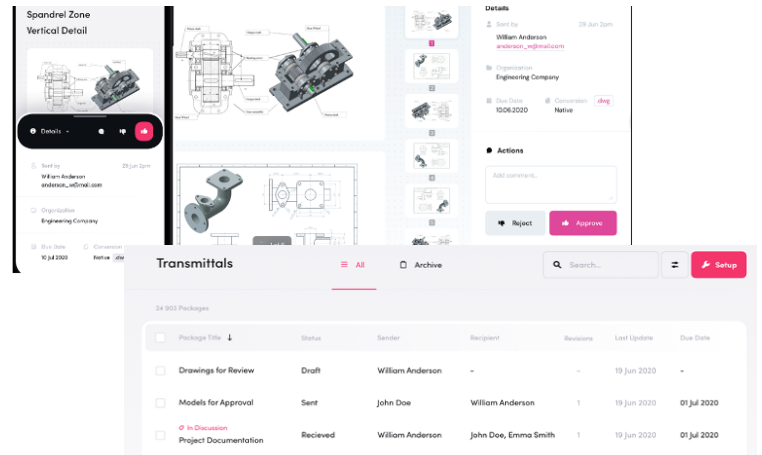 Spandrel Zone
Vertical Detail
Details
Sent by 29 Jun 2pm
William Anderson
anderson_w@mail.com
Organization
Engineering Company
Due Date Conversion
10 jul 2020 Native
1
2
3
4
5
Details
Sent by 29 Jun 2pm
William Anderson
anderson_w@mail.com
Organization
Engineering Company
Due Date Conversion .dwg
10.06.2020 Native
Actions
Add comment..
Reject Approve
Transmittals All Archive Search... Setup
24 903 Packages
Package Title ↓ Status Sender Recipient Revisions Last Update Due Date
Drawings for Review Draft William Anderson - - 19 Jun 2020 -
Models for Approval Sent John Doe William Anderson 1 19 Jun 2020 01 Jul 2020
In Discussion
Project Documentation Recieved William Anderson John Doe, Emma Smith 1 19 Jun 2020 01 Jul 2020